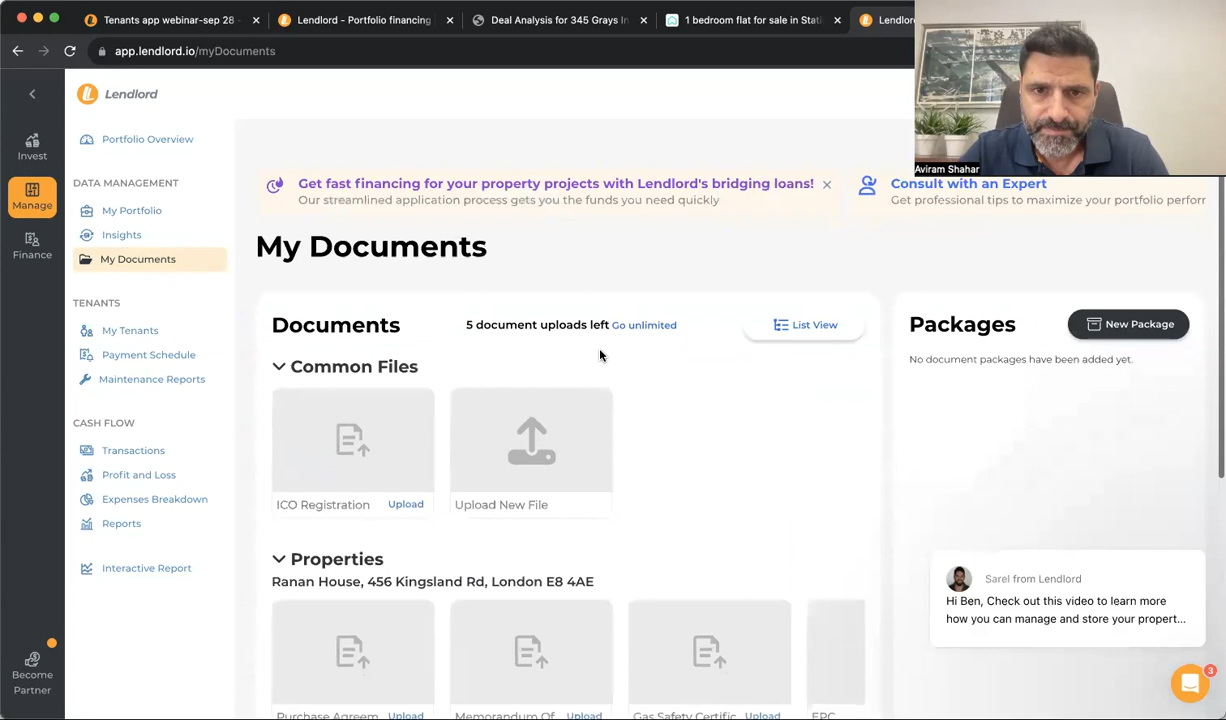 Tenants app webinar-sep 28 -
Lendlord - Portfolio financing
Deal Analysis for 345 Grays In
1 bedroom flat for sale in Stati
Lendlor
app.lendlord.io/myDocuments
Aviram Shahar
Lendlord
Invest
Manage
Finance
Become
Partner
Portfolio Overview
DATA MANAGEMENT
My Portfolio
Insights
My Documents
TENANTS
My Tenants
Payment Schedule
Maintenance Reports
CASH FLOW
Transactions
Profit and Loss
Expenses Breakdown
Reports
Interactive Report
Get fast financing for your property projects with Lendlord's bridging loans!
Our streamlined application process gets you the funds you need quickly
Consult with an Expert
Get professional tips to maximize your portfolio perforr
My Documents
Documents
5 document uploads left Go unlimited
List View
Common Files
ICO Registration Upload
Upload New File
Properties
Ranan House, 456 Kingsland Rd, London E8 4AE
Purchase Agreem Upload
Memorandum Of Upload
Gas Safety Certific Upload
EPC
Packages
New Package
No document packages have been added yet.
Sarel from Lendlord
Hi Ben, Check out this video to learn more
how you can manage and store your propert...
3